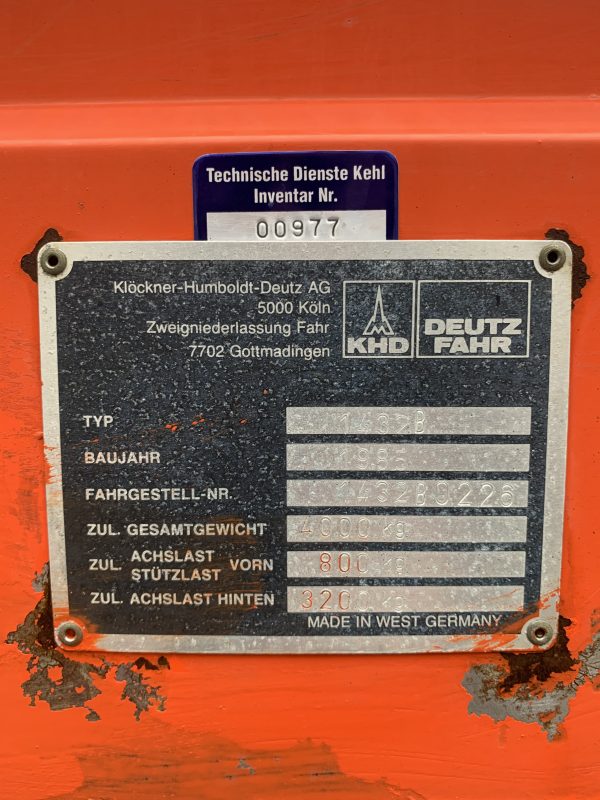 Technische Dienste Kehl
Inventar Nr.
00977
Klöckner-Humboldt-Deutz AG
5000 Köln
Zweigniederlassung Fahr
7702 Gottmadingen
KHD
DEUTZ
FAHR
TYP
BAUJAHR 1985
FAHRGESTELL-NR.
ZUL. GESAMTGEWICHT 4000 kg
ZUL. ACHSLAST VORN 800 kg
STÜTZLAST
ZUL. ACHSLAST HINTEN 3200 kg
MADE IN WEST GERMANY